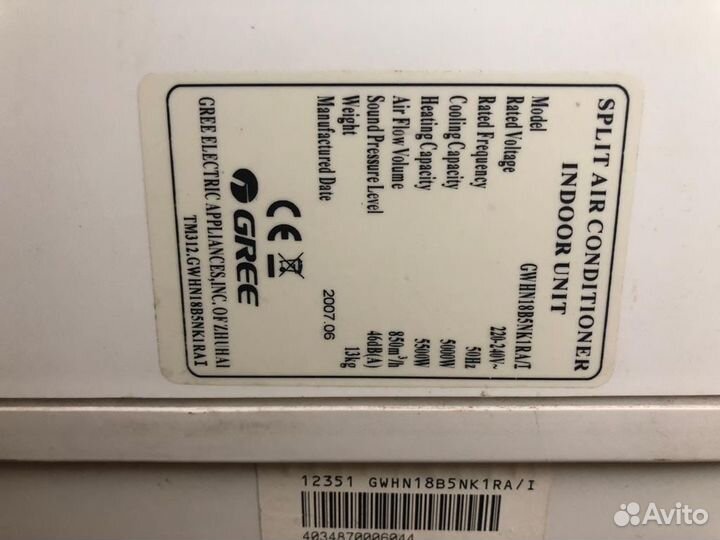 SPLIT AIR CONDITIONER
INDOOR UNIT
Model GWHN18B5NK1RA/I
Rated Voltage 220-240V~
Rated Frequency 50Hz
Cooling Capacity 5000W
Heating Capacity 5500W
Air Flow Volume 850m³/h
Sound Pressure Level 46dB(A)
Weight 13kg
Manufactured Date 2007.06
CE
GREE
GREE ELECTRIC APPLIANCES,INC. OF ZHUHAI
TM312.GWHN18B5NK1RAI
12351 GWHN18B5NK1RA/I
4034870006044
Avito